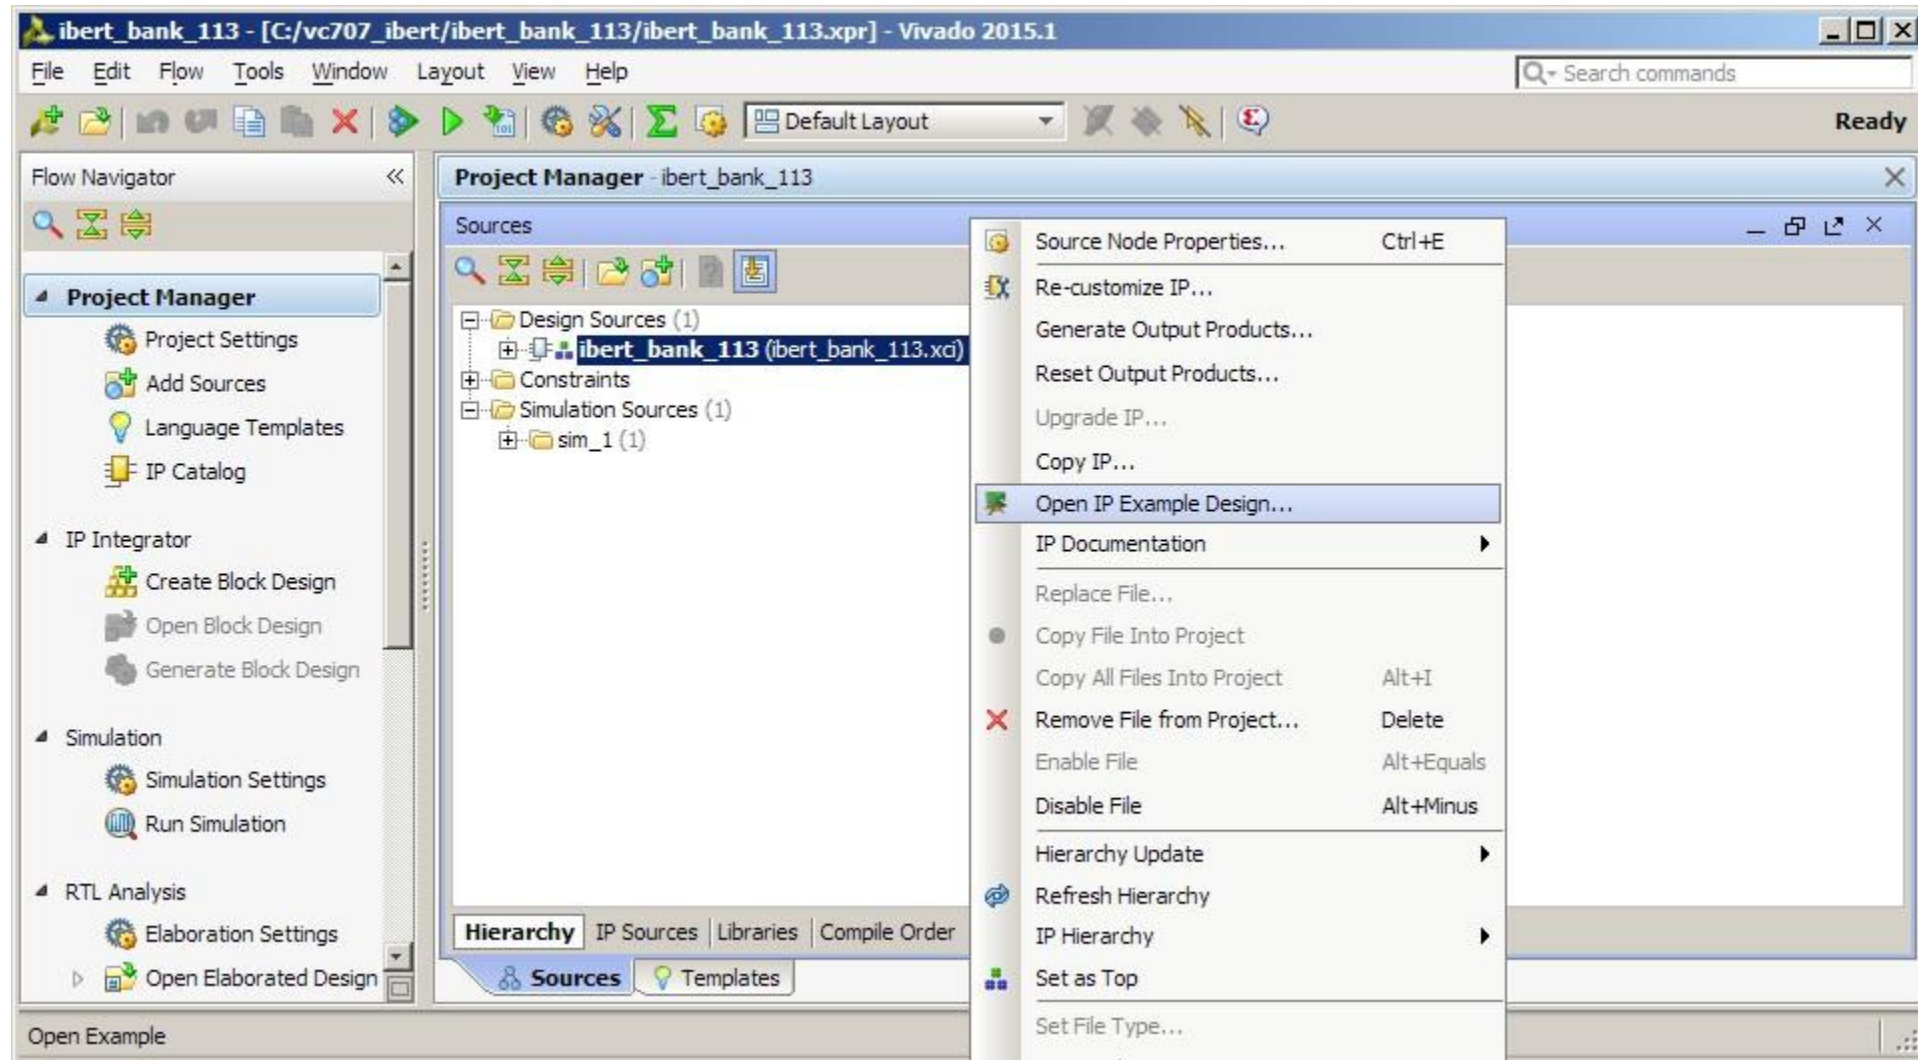 ibert_bank_113 - [C:/vc707_ibert/ibert_bank_113/ibert_bank_113.xpr] - Vivado 2015.1
File Edit Flow Tools Window Layout View Help
Search commands
Default Layout
Ready
Flow Navigator
Project Manager
Project Settings
Add Sources
Language Templates
IP Catalog
IP Integrator
Create Block Design
Open Block Design
Generate Block Design
Simulation
Simulation Settings
Run Simulation
RTL Analysis
Elaboration Settings
Open Elaborated Design
Project Manager - ibert_bank_113
Sources
Design Sources (1)
ibert_bank_113 (ibert_bank_113.xci)
Constraints
Simulation Sources (1)
sim_1 (1)
Hierarchy IP Sources Libraries Compile Order
Sources Templates
Source Node Properties... Ctrl+E
Re-customize IP...
Generate Output Products...
Reset Output Products...
Upgrade IP...
Copy IP...
Open IP Example Design...
IP Documentation
Replace File...
Copy File Into Project
Copy All Files Into Project Alt+I
Remove File from Project... Delete
Enable File Alt+Equals
Disable File Alt+Minus
Hierarchy Update
Refresh Hierarchy
IP Hierarchy
Set as Top
Set File Type...
Open Example